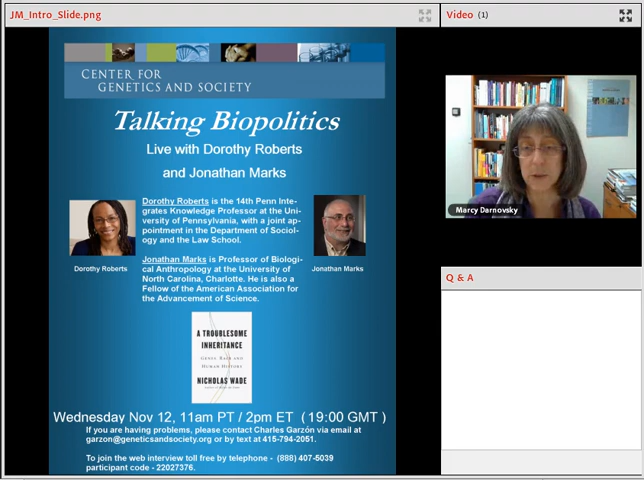 JM_Intro_Slide.png
Video (1)
CENTER FOR
GENETICS AND SOCIETY
Talking Biopolitics
Live with Dorothy Roberts
and Jonathan Marks
Dorothy Roberts is the 14th Penn Inte-
grates Knowledge Professor at the Uni-
versity of Pennsylvania, with a joint ap-
pointment in the Department of Sociol-
ogy and the Law School.
Jonathan Marks is Professor of Biologi-
cal Anthropology at the University of
North Carolina, Charlotte. He is also a
Fellow of the American Association for
the Advancement of Science.
Dorothy Roberts
Jonathan Marks
A TROUBLESOME
INHERITANCE
GENES, RACE AND
HUMAN HISTORY
NICHOLAS WADE
Wednesday Nov 12, 11am PT / 2pm ET ( 19:00 GMT )
If you are having problems, please contact Charles Garzón via email at
garzon@geneticsandsociety.org or by text at 415-794-2051.
To join the web interview toll free by telephone - (888) 407-5039
participant code - 22027376.
Marcy Darnovsky
Q & A